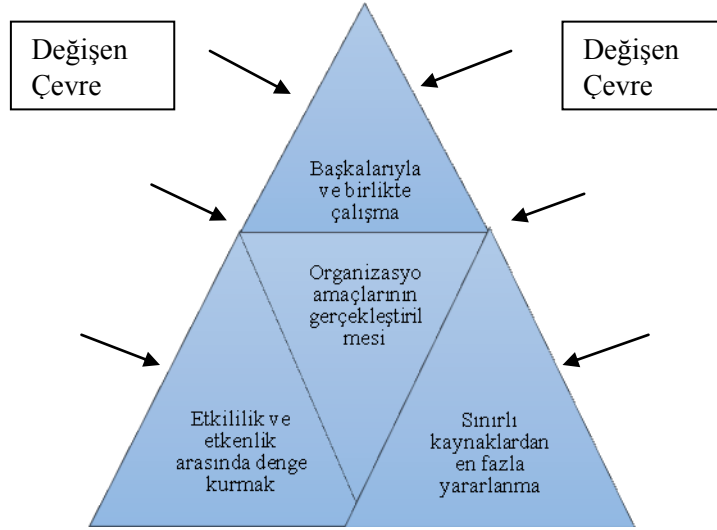 Değişen
Çevre
Değişen
Çevre
Başkalarıyla
ve birlikte
çalışma
Organizasyo
amaçlarının
gerçekleştiril
mesi
Etkililik ve
etkenlik
arasında denge
kurmak
Sınırlı
kaynaklardan
en fazla
yararlanma